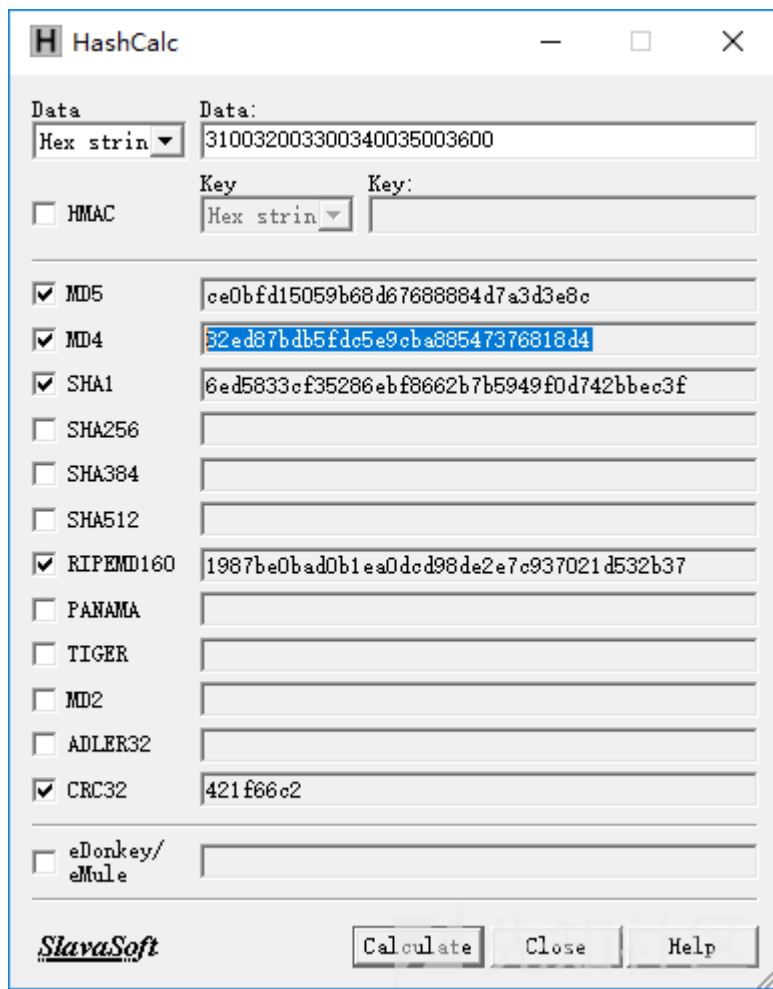 HashCalc
Data Data:
Hex strin 310032003300340035003600
Key Key:
HMAC Hex strin
MD5 ce0bfd15059b68d67688884d7a3d3e8c
MD4 32ed87bdb5fdc5e9cba88547376818d4
SHA1 6ed5833cf35286ebf8662b7b5949f0d742bbec3f
SHA256
SHA384
SHA512
RIPEMD160 1987be0bad0b1ea0dcd98de2e7c937021d532b37
PANAMA
TIGER
MD2
ADLER32
CRC32 421f66c2
eDonkey/
eMule
SlavaSoft Calculate Close Help